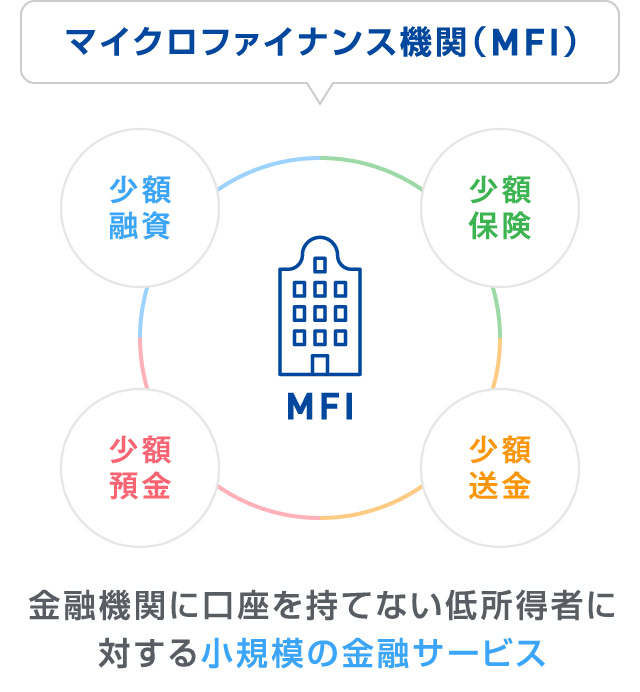 マイクロファイナンス機関（MFI）
少額
融資
少額
保険
MFI
少額
預金
少額
送金
金融機関に口座を持てない低所得者に
対する小規模の金融サービス